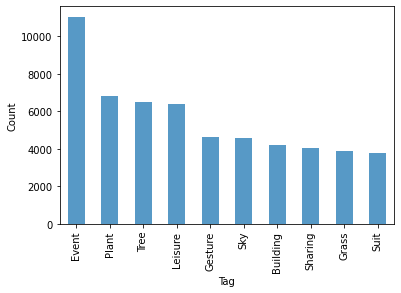 10000
8000
6000
4000
2000
0
Count
Event
Plant
Tree
Leisure
Gesture
Sky
Building
Sharing
Grass
Suit
Tag